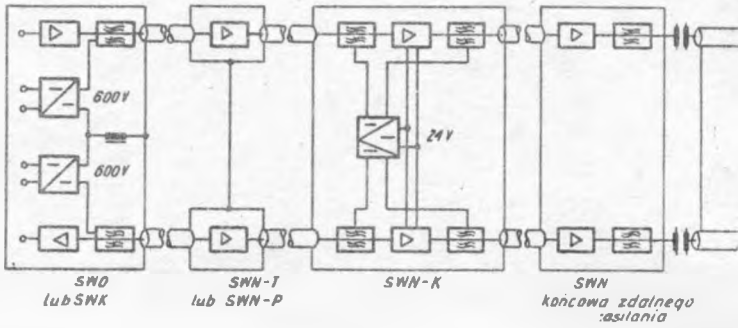 600V
600V
24V
SWO
lub SWK
SWN-T
lub SWN-P
SWN-K
SWN
końcowa zdalnego
zasilania